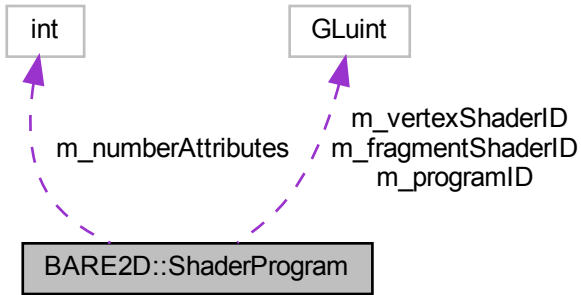 int
GLuint
m_vertexShaderID
m_numberAttributes
m_fragmentShaderID
m_programID
BARE2D::ShaderProgram